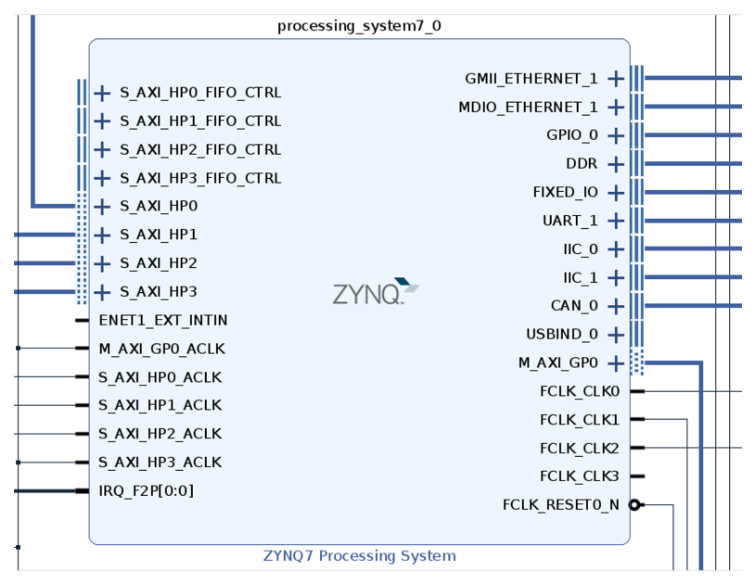 processing_system7_0
S_AXI_HP0_FIFO_CTRL
S_AXI_HP1_FIFO_CTRL
S_AXI_HP2_FIFO_CTRL
S_AXI_HP3_FIFO_CTRL
S_AXI_HP0
S_AXI_HP1
S_AXI_HP2
S_AXI_HP3
ENET1_EXT_INTIN
M_AXI_GP0_ACLK
S_AXI_HP0_ACLK
S_AXI_HP1_ACLK
S_AXI_HP2_ACLK
S_AXI_HP3_ACLK
IRQ_F2P[0:0]
ZYNQ
GMII_ETHERNET_1
MDIO_ETHERNET_1
GPIO_0
DDR
FIXED_IO
UART_1
IIC_0
IIC_1
CAN_0
USBIND_0
M_AXI_GP0
FCLK_CLK0
FCLK_CLK1
FCLK_CLK2
FCLK_CLK3
FCLK_RESET0_N
ZYNQ7 Processing System